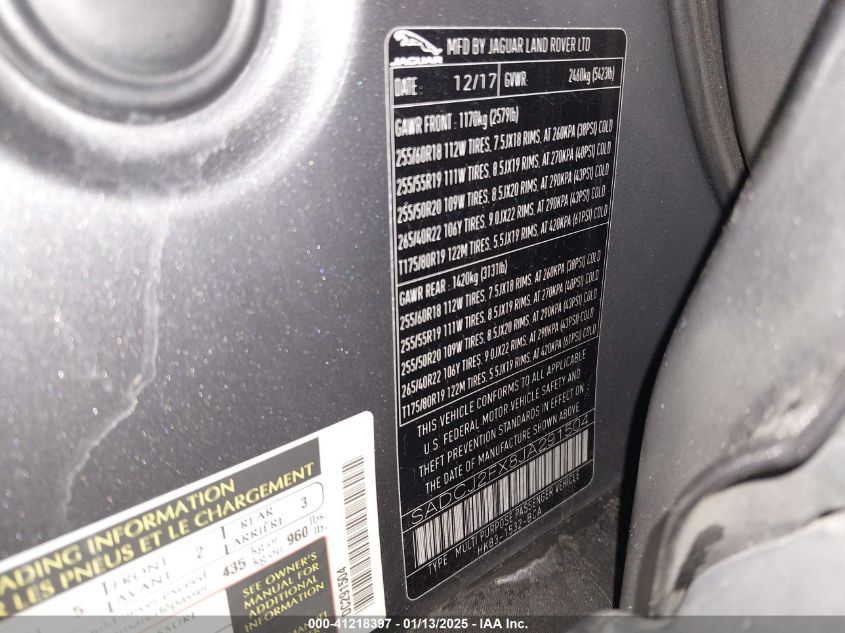 JAGUAR
MFD BY JAGUAR LAND ROVER LTD
DATE: 12/17 GVWR: 2460kg (5423lb)
GAWR FRONT : 1170kg (2579lb)
255/60R18 112W TIRES, 7.5JX18 RIMS, AT 260KPA (38PSI) COLD
255/55R19 111W TIRES, 8.5JX19 RIMS, AT 270KPA (40PSI) COLD
255/50R20 109W TIRES, 8.5JX20 RIMS, AT 290KPA (43PSI) COLD
265/40R22 106Y TIRES, 9.0JX22 RIMS, AT 290KPA (43PSI) COLD
T175/80R19 122M TIRES, 5.5JX19 RIMS, AT 420KPA (61PSI) COLD
GAWR REAR : 1420kg (3131lb)
255/60R18 112W TIRES, 7.5JX18 RIMS, AT 260KPA (38PSI) COLD
255/55R19 111W TIRES, 8.5JX19 RIMS, AT 270KPA (40PSI) COLD
255/50R20 109W TIRES, 8.5JX20 RIMS, AT 290KPA (43PSI) COLD
265/40R22 106Y TIRES, 9.0JX22 RIMS, AT 290KPA (43PSI) COLD
T175/80R19 122M TIRES, 5.5JX19 RIMS, AT 420KPA (61PSI) COLD
THIS VEHICLE CONFORMS TO ALL APPLICABLE
U.S. FEDERAL MOTOR VEHICLE SAFETY AND
THEFT PREVENTION STANDARDS IN EFFECT ON
THE DATE OF MANUFACTURE SHOWN ABOVE
SADCJ2FX8JA291504
TYPE: MULTI PURPOSE PASSENGER VEHICLE
HK83-1532-BCA
ADING INFORMATION
R LES PNEUS ET LE CHARGEMENT
5 FRONT AVANT 2 REAR ARRIÈRE 3
exceed 435 kg or 960 lbs.
dépasser kg ou
SEE OWNER'S
MANUAL FOR
ADDITIONAL
INFORMATION
DC291504
000-41218397 - 01/13/2025 - IAA Inc.